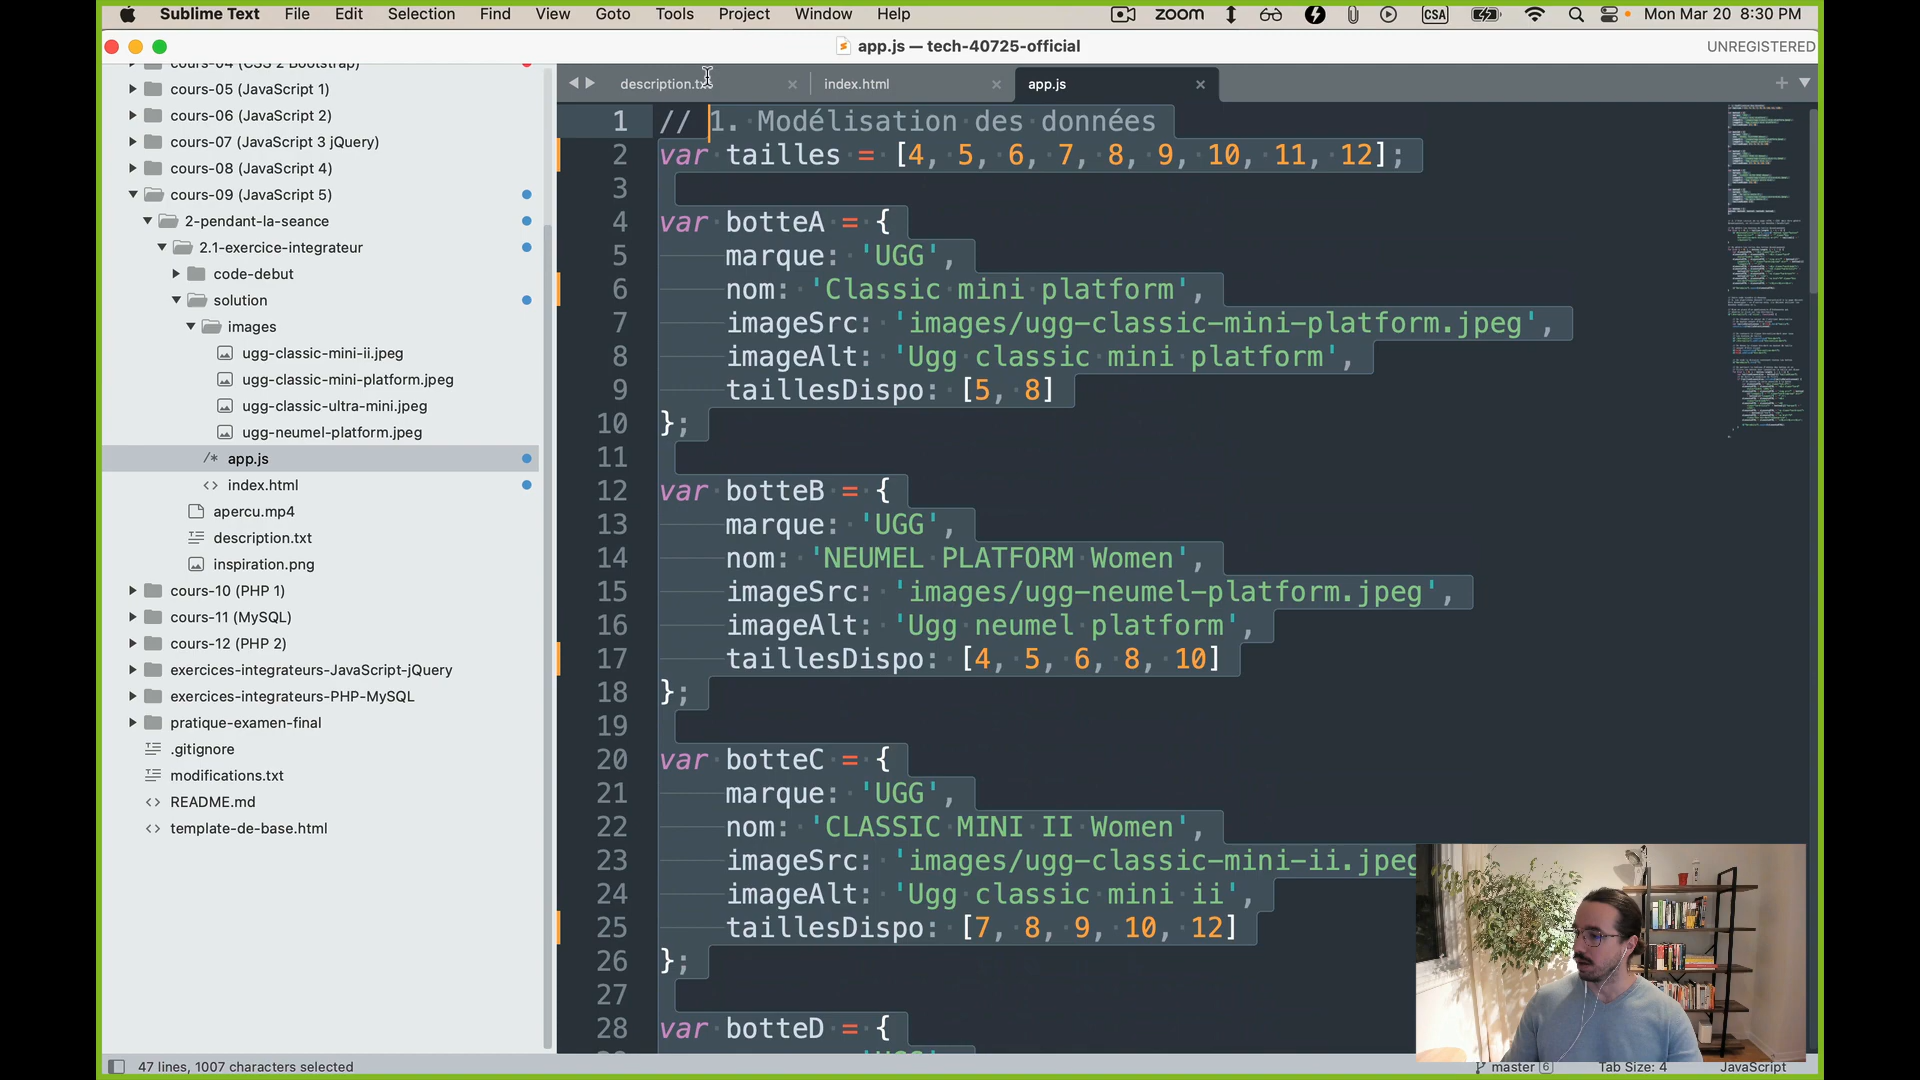 Sublime Text File Edit Selection Find View Goto Tools Project Window Help zoom CSA Mon Mar 20 8:30 PM
app.js — tech-40725-official UNREGISTERED
cours-04 (CSS 2 Bootstrap)
cours-05 (JavaScript 1)
cours-06 (JavaScript 2)
cours-07 (JavaScript 3 jQuery)
cours-08 (JavaScript 4)
cours-09 (JavaScript 5)
2-pendant-la-seance
2.1-exercice-integrateur
code-debut
solution
images
ugg-classic-mini-ii.jpeg
ugg-classic-mini-platform.jpeg
ugg-classic-ultra-mini.jpeg
ugg-neumel-platform.jpeg
/* app.js
<> index.html
apercu.mp4
description.txt
inspiration.png
cours-10 (PHP 1)
cours-11 (MySQL)
cours-12 (PHP 2)
exercices-integrateurs-JavaScript-jQuery
exercices-integrateurs-PHP-MySQL
pratique-examen-final
.gitignore
modifications.txt
<> README.md
<> template-de-base.html
description.txt index.html app.js
1 // 1. Modélisation des données
2 var tailles = [4, 5, 6, 7, 8, 9, 10, 11, 12];
3
4 var botteA = {
5 marque: 'UGG',
6 nom: 'Classic mini platform',
7 imageSrc: 'images/ugg-classic-mini-platform.jpeg',
8 imageAlt: 'Ugg classic mini platform',
9 taillesDispo: [5, 8]
10 };
11
12 var botteB = {
13 marque: 'UGG',
14 nom: 'NEUMEL PLATFORM Women',
15 imageSrc: 'images/ugg-neumel-platform.jpeg',
16 imageAlt: 'Ugg neumel platform',
17 taillesDispo: [4, 5, 6, 8, 10]
18 };
19
20 var botteC = {
21 marque: 'UGG',
22 nom: 'CLASSIC MINI II Women',
23 imageSrc: 'images/ugg-classic-mini-ii.jpeg
24 imageAlt: 'Ugg classic mini ii',
25 taillesDispo: [7, 8, 9, 10, 12]
26 };
27
28 var botteD = {
47 lines, 1007 characters selected master 6 Tab Size: 4 JavaScript